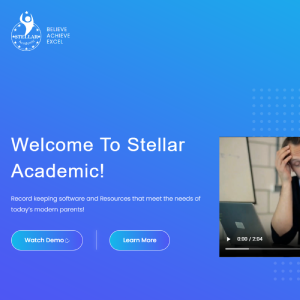 STELLAR
BELIEVE
ACHIEVE
EXCEL
Welcome To Stellar
Academic!
Record keeping software and Resources that meet the needs of
today's modern parents!
Watch Demo
Learn More
0:00 / 2:04